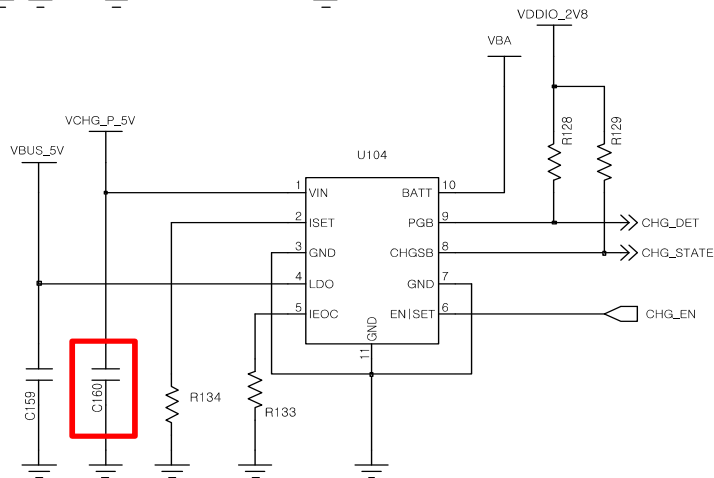 VDDIO_2V8
VBA
VCHG_P_5V
R128
R129
VBUS_5V
U104
1 VIN BATT 10
2 ISET PGB 9 CHG_DET
3 GND CHGSB 8 CHG_STATE
4 LDO GND 7
5 IEOC EN|SET 6 CHG_EN
GND
11
C159
C160
R134
R133